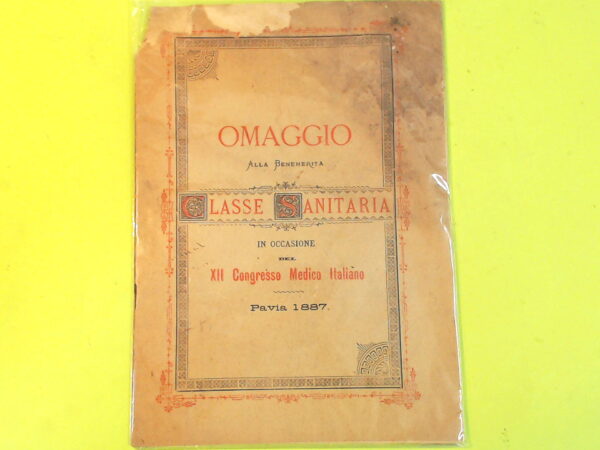 OMAGGIO
ALLA BENEMERITA
CLASSE SANITARIA
IN OCCASIONE
DEL
XII Congresso Medico Italiano
Pavia 1887.